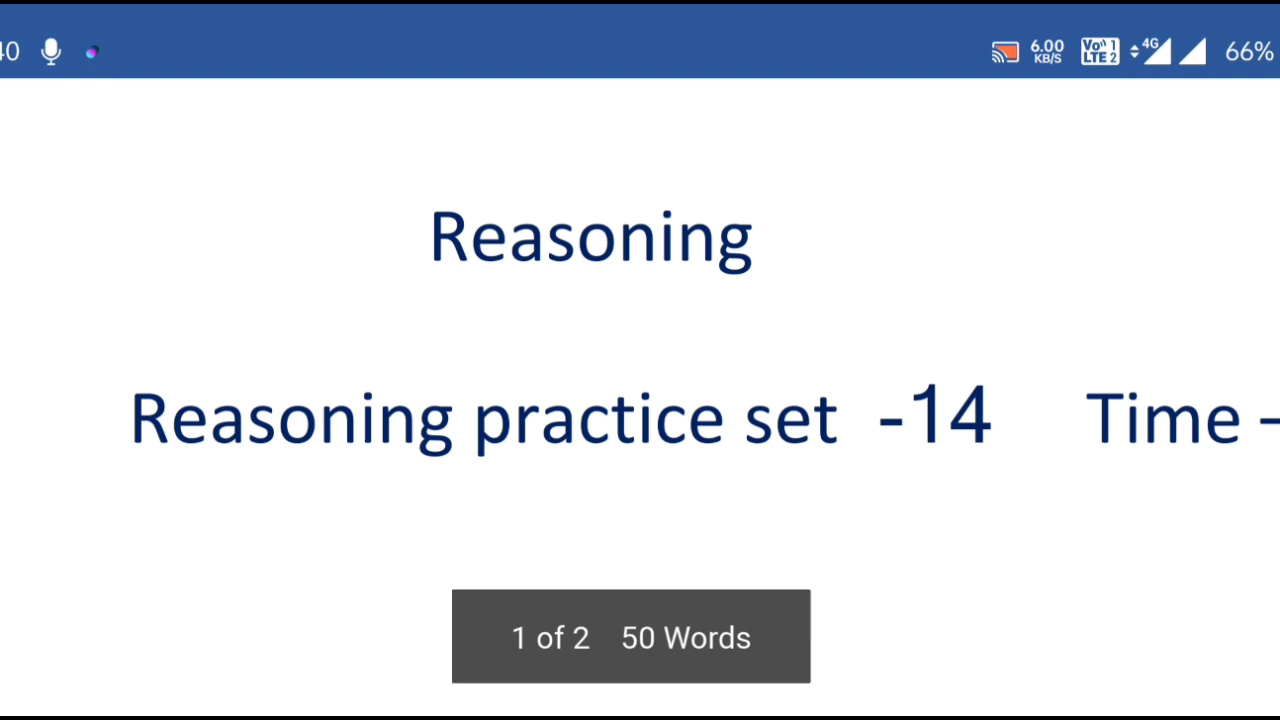 40 6.00 KB/S Vo)) 1 LTE 2 4G 66%
Reasoning
Reasoning practice set -14 Time -
1 of 2 50 Words